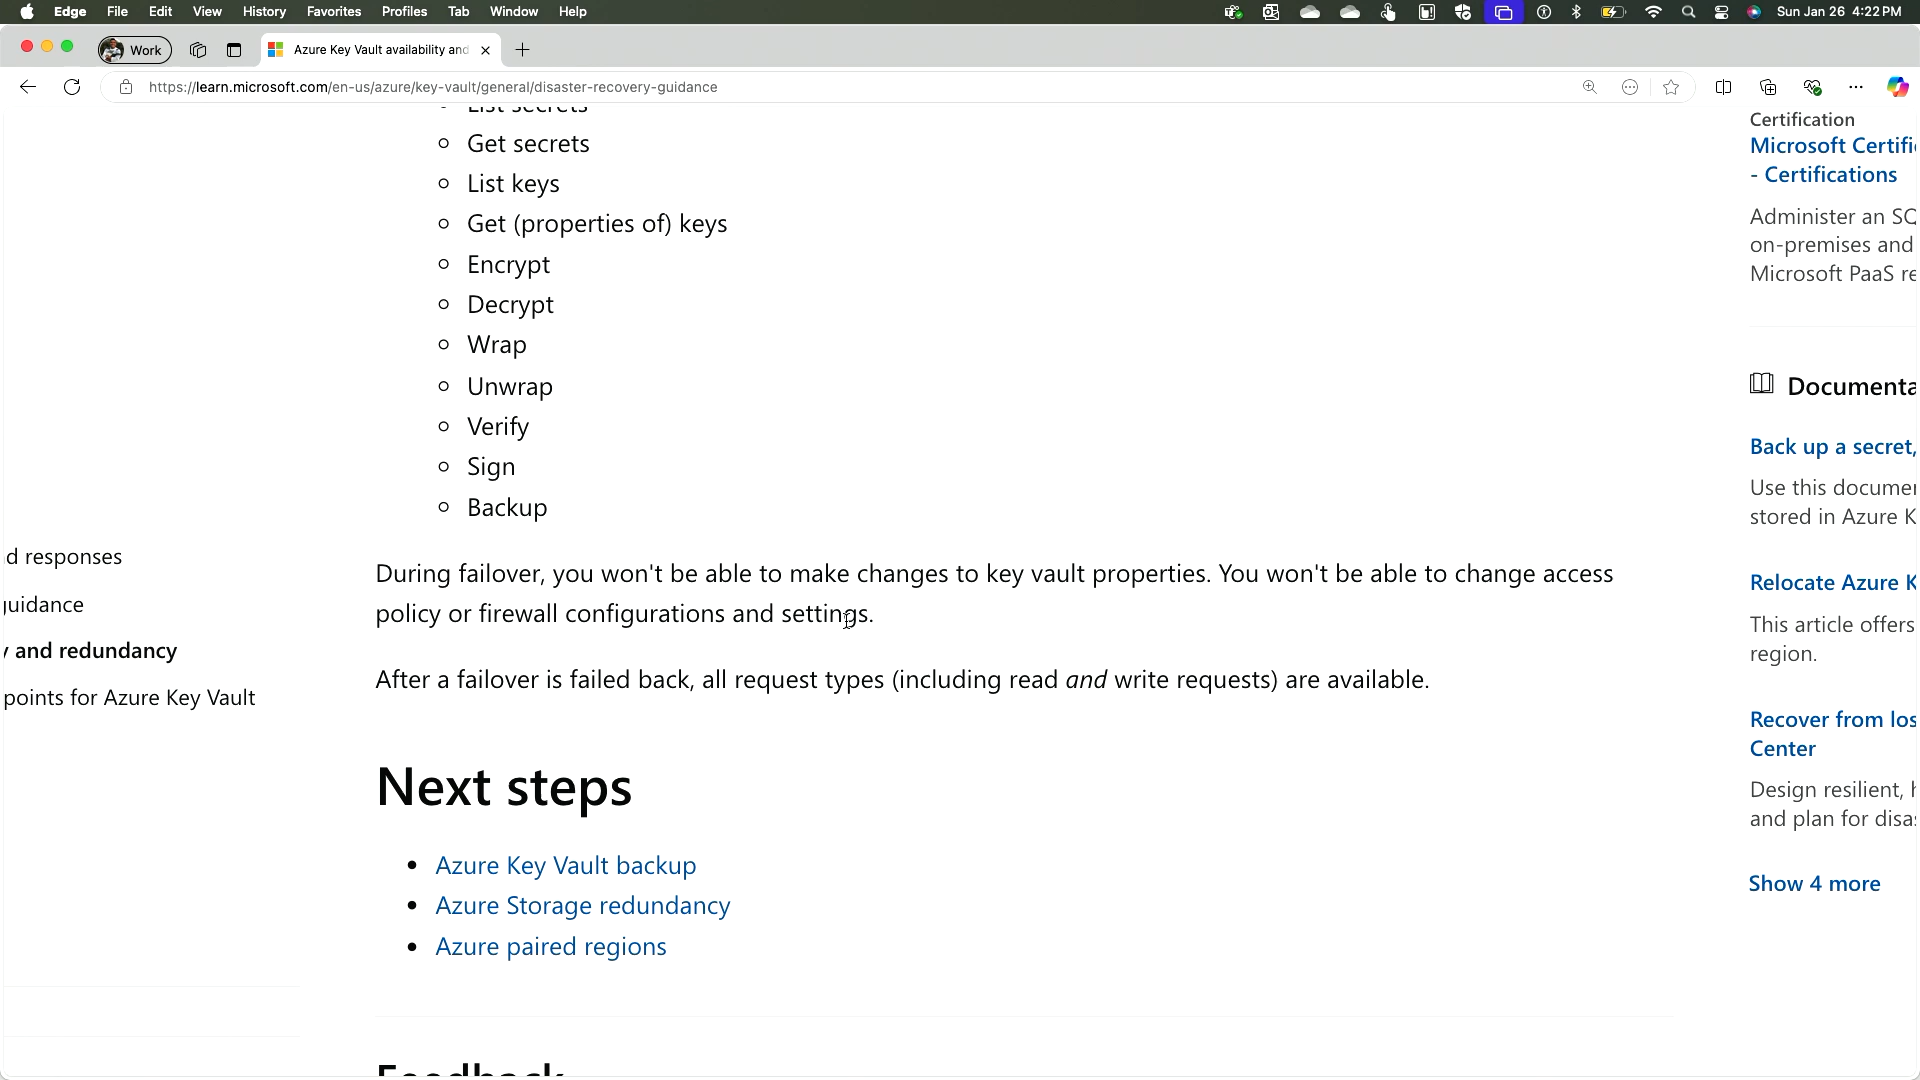 Edge File Edit View History Favorites Profiles Tab Window Help
Sun Jan 26 4:22 PM
Work
Azure Key Vault availability and
https://learn.microsoft.com/en-us/azure/key-vault/general/disaster-recovery-guidance
List secrets
Get secrets
List keys
Get (properties of) keys
Encrypt
Decrypt
Wrap
Unwrap
Verify
Sign
Backup
During failover, you won't be able to make changes to key vault properties. You won't be able to change access
policy or firewall configurations and settings.
After a failover is failed back, all request types (including read and write requests) are available.
Next steps
Azure Key Vault backup
Azure Storage redundancy
Azure paired regions
Feedback
d responses
guidance
y and redundancy
points for Azure Key Vault
Certification
Microsoft Certifi
- Certifications
Administer an SQ
on-premises and
Microsoft PaaS re
Documenta
Back up a secret,
Use this documen
stored in Azure K
Relocate Azure K
This article offers
region.
Recover from los
Center
Design resilient, h
and plan for disa
Show 4 more